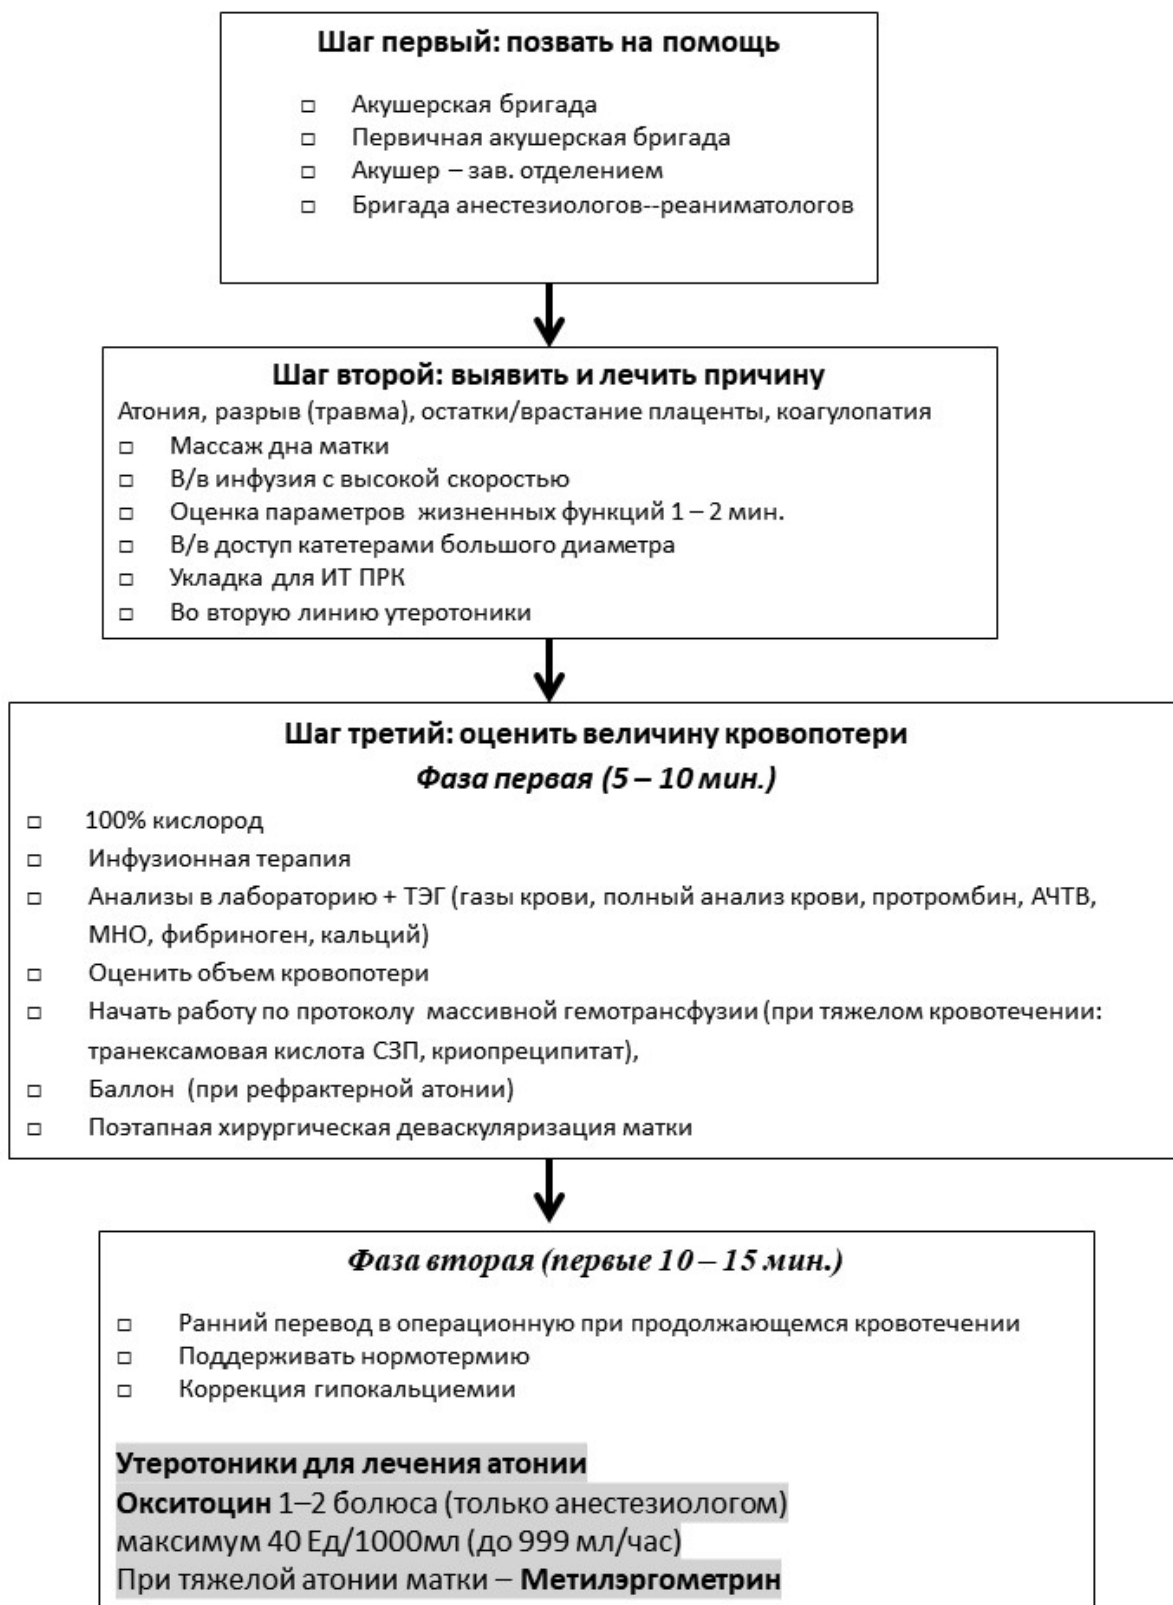 Шаг первый: позвать на помощь
□ Акушерская бригада
□ Первичная акушерская бригада
□ Акушер – зав. отделением
□ Бригада анестезиологов--реаниматологов
Шаг второй: выявить и лечить причину
Атония, разрыв (травма), остатки/врастание плаценты, коагулопатия
□ Массаж дна матки
□ В/в инфузия с высокой скоростью
□ Оценка параметров жизненных функций 1 – 2 мин.
□ В/в доступ катетерами большого диаметра
□ Укладка для ИТ ПРК
□ Во вторую линию утеротоники
Шаг третий: оценить величину кровопотери
Фаза первая (5 – 10 мин.)
□ 100% кислород
□ Инфузионная терапия
□ Анализы в лабораторию + ТЭГ (газы крови, полный анализ крови, протромбин, АЧТВ,
МНО, фибриноген, кальций)
□ Оценить объем кровопотери
□ Начать работу по протоколу массивной гемотрансфузии (при тяжелом кровотечении:
транексамовая кислота СЗП, криопреципитат),
□ Баллон (при рефрактерной атонии)
□ Поэтапная хирургическая деваскуляризация матки
Фаза вторая (первые 10 – 15 мин.)
□ Ранний перевод в операционную при продолжающемся кровотечении
□ Поддерживать нормотермию
□ Коррекция гипокальциемии
Утеротоники для лечения атонии
Окситоцин 1–2 болюса (только анестезиологом)
максимум 40 Ед/1000мл (до 999 мл/час)
При тяжелой атонии матки – Метилэргометрин